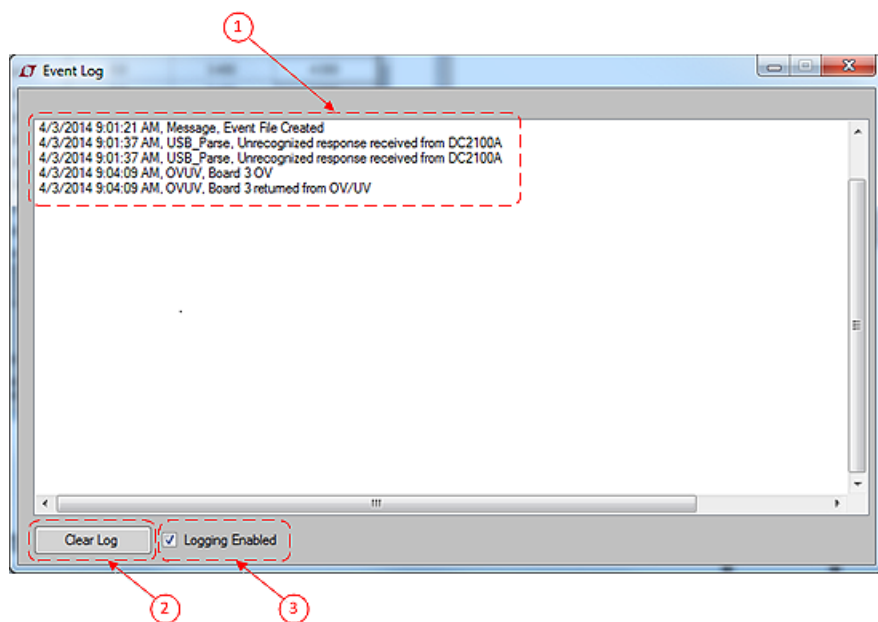 1
Event Log
4/3/2014 9:01:21 AM, Message, Event File Created
4/3/2014 9:01:37 AM, USB_Parse, Unrecognized response received from DC2100A
4/3/2014 9:01:37 AM, USB_Parse, Unrecognized response received from DC2100A
4/3/2014 9:04:09 AM, OVUV, Board 3 OV
4/3/2014 9:04:09 AM, OVUV, Board 3 returned from OV/UV
Clear Log
Logging Enabled
2
3